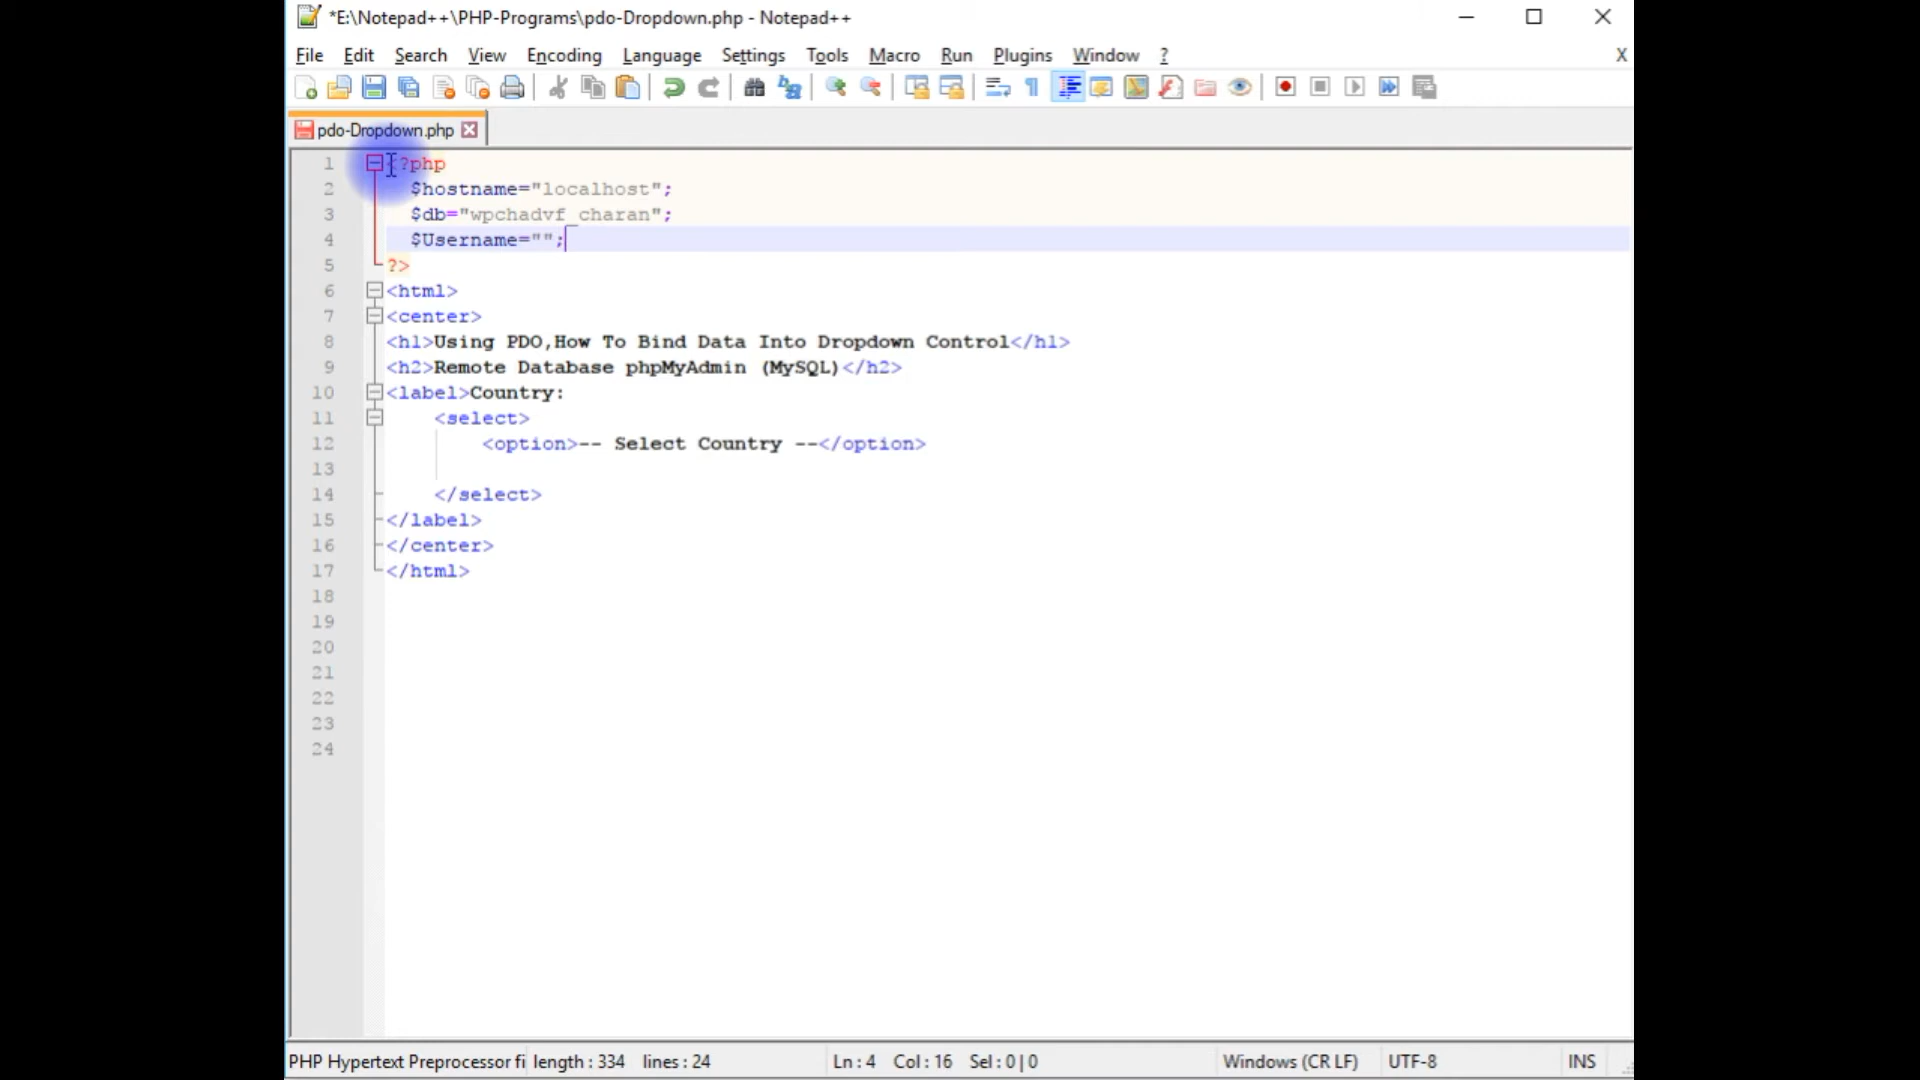 *E:\Notepad++\PHP-Programs\pdo-Dropdown.php - Notepad++
File Edit Search View Encoding Language Settings Tools Macro Run Plugins Window ? X
pdo-Dropdown.php
1 <?php
2 $hostname="localhost";
3 $db="wpchadvf_charan";
4 $Username="";
5 ?>
6 <html>
7 <center>
8 <h1>Using PDO,How To Bind Data Into Dropdown Control</h1>
9 <h2>Remote Database phpMyAdmin (MySQL)</h2>
10 <label>Country:
11 <select>
12 <option>-- Select Country --</option>
13
14 </select>
15 </label>
16 </center>
17 </html>
18
19
20
21
22
23
24
PHP Hypertext Preprocessor fi length : 334 lines : 24 Ln : 4 Col : 16 Sel : 0 | 0 Windows (CR LF) UTF-8 INS